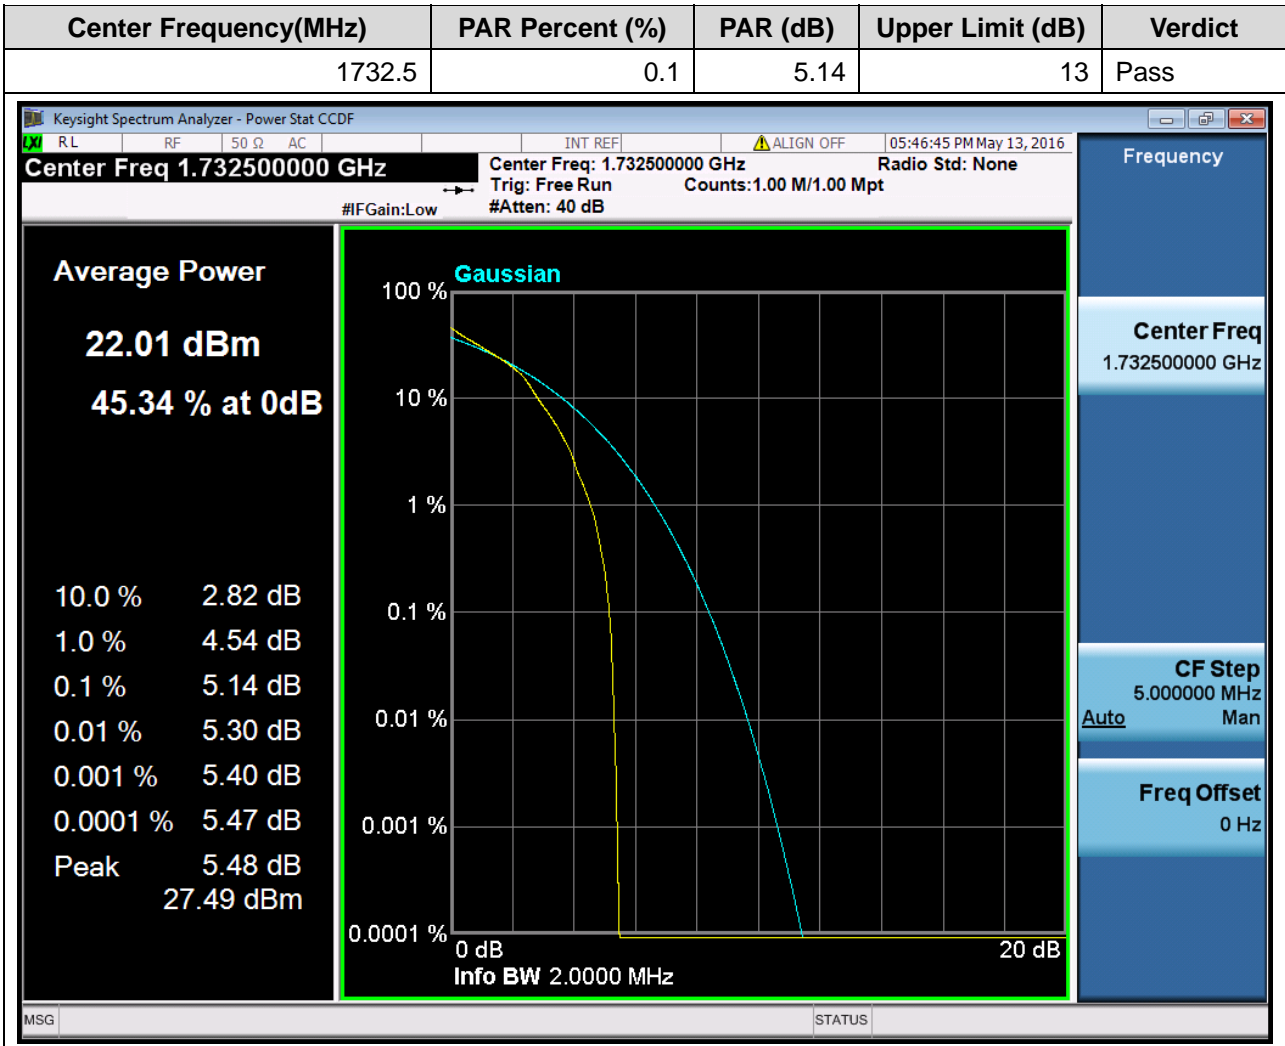 Center Frequency(MHz) PAR Percent (%) PAR (dB) Upper Limit (dB) Verdict
1732.5 0.1 5.14 13 Pass
Keysight Spectrum Analyzer - Power Stat CCDF
LXI RL RF 50 Ω AC INT REF ALIGN OFF 05:46:45 PM May 13, 2016
Center Freq 1.732500000 GHz
Center Freq: 1.732500000 GHz Radio Std: None
Trig: Free Run Counts:1.00 M/1.00 Mpt
#IFGain:Low #Atten: 40 dB
Average Power
22.01 dBm
45.34 % at 0dB
10.0 % 2.82 dB
1.0 % 4.54 dB
0.1 % 5.14 dB
0.01 % 5.30 dB
0.001 % 5.40 dB
0.0001 % 5.47 dB
Peak 5.48 dB
27.49 dBm
Gaussian
100 %
10 %
1 %
0.1 %
0.01 %
0.001 %
0.0001 %
0 dB 20 dB
Info BW 2.0000 MHz
Frequency
Center Freq
1.732500000 GHz
CF Step
5.000000 MHz
Auto Man
Freq Offset
0 Hz
MSG STATUS